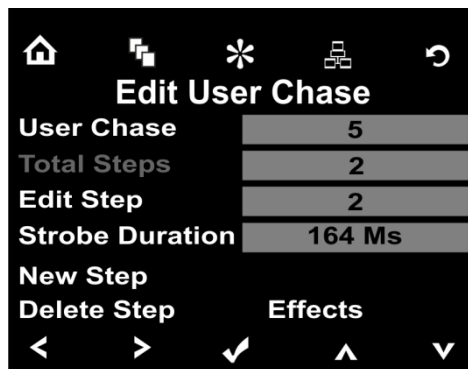 Edit User Chase
User Chase 5
Total Steps 2
Edit Step 2
Strobe Duration 164 Ms
New Step
Delete Step Effects